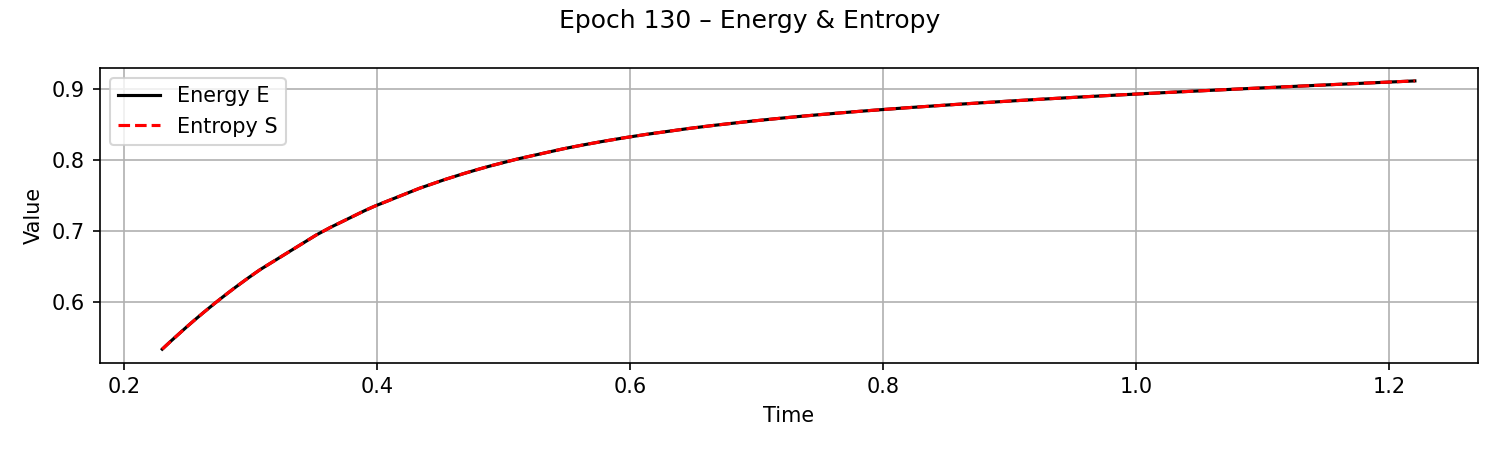 Epoch 130 – Energy & Entropy
Energy E
Entropy S
Value
0.9
0.8
0.7
0.6
0.2 0.4 0.6 0.8 1.0 1.2
Time